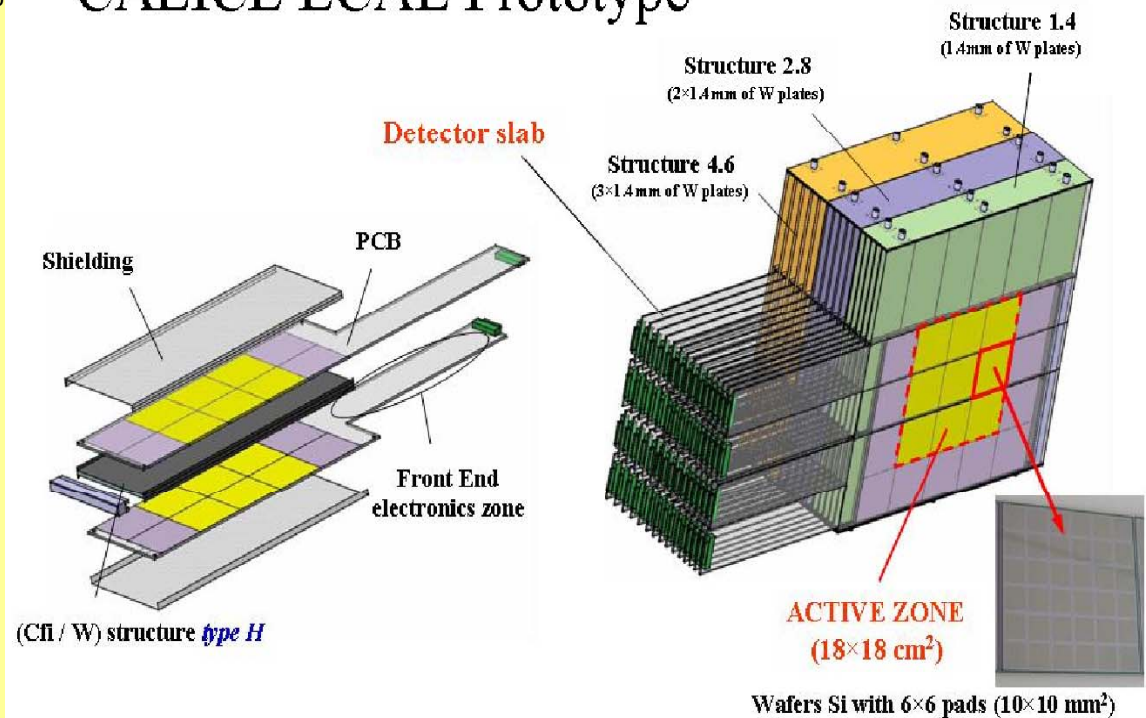 CALICE ECAL Prototype
Structure 1.4
(1.4mm of W plates)
Structure 2.8
(2×1.4mm of W plates)
Detector slab
Structure 4.6
(3×1.4mm of W plates)
PCB
Shielding
Front End
electronics zone
(Cfi / W) structure type H
ACTIVE ZONE
(18×18 cm²)
Wafers Si with 6×6 pads (10×10 mm²)